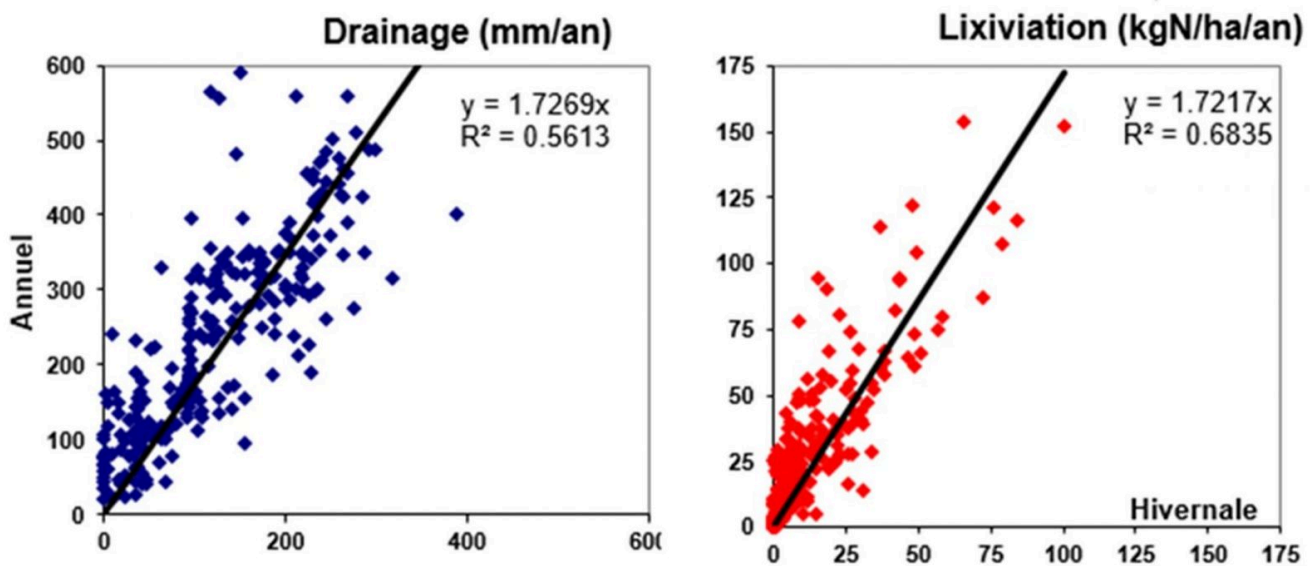 Drainage (mm/an)
600
500
400
300
200
100
0
Annuel
y = 1.7269x
R² = 0.5613
0 200 400 60
Lixiviation (kgN/ha/an)
175
150
125
100
75
50
25
0
y = 1.7217x
R² = 0.6835
Hivernale
0 25 50 75 100 125 150 175